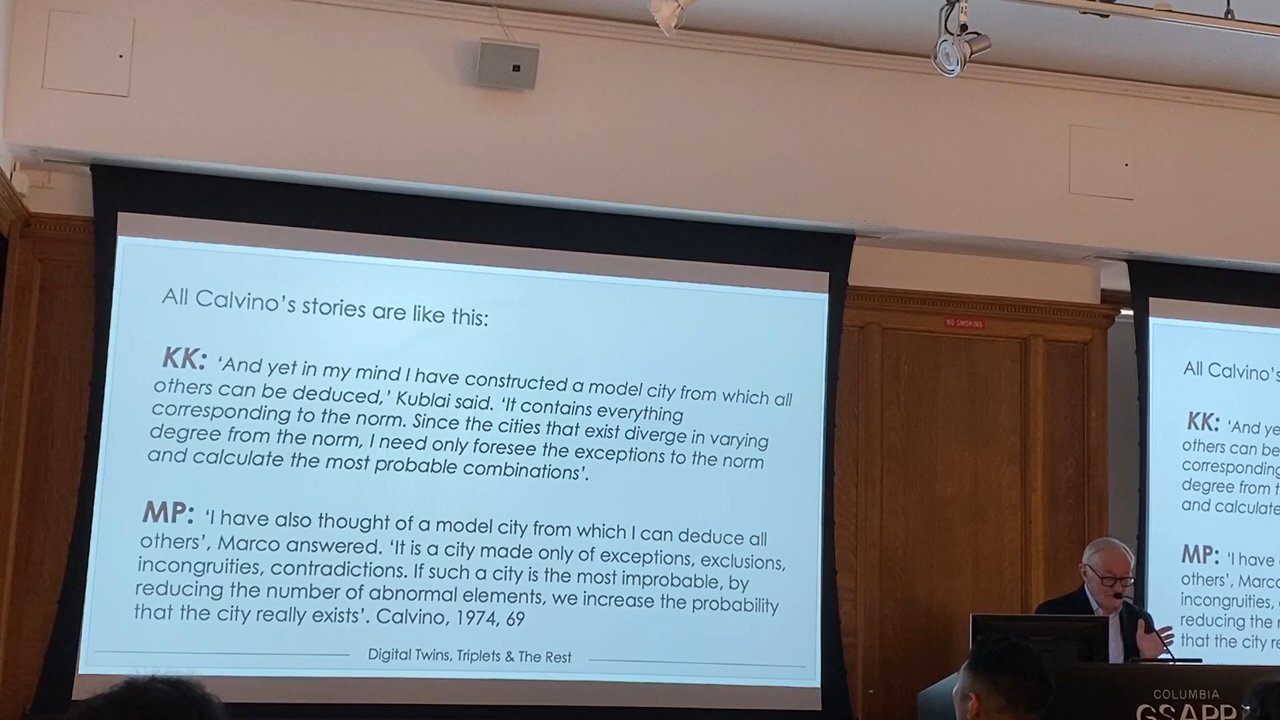 All Calvino's stories are like this:
KK: 'And yet in my mind I have constructed a model city from which all
others can be deduced,' Kublai said. 'It contains everything
corresponding to the norm. Since the cities that exist diverge in varying
degree from the norm, I need only foresee the exceptions to the norm
and calculate the most probable combinations'.
MP: 'I have also thought of a model city from which I can deduce all
others', Marco answered. 'It is a city made only of exceptions, exclusions,
incongruities, contradictions. If such a city is the most improbable, by
reducing the number of abnormal elements, we increase the probability
that the city really exists'. Calvino, 1974, 69
Digital Twins, Triplets & The Rest
NO SMOKING
All Calvino's
KK: 'And ye
others can be
corresponding
degree from t
and calculate
MP: 'I have
others', Marco
incongruities,
reducing the
that the city re
COLUMBIA
GSAPP